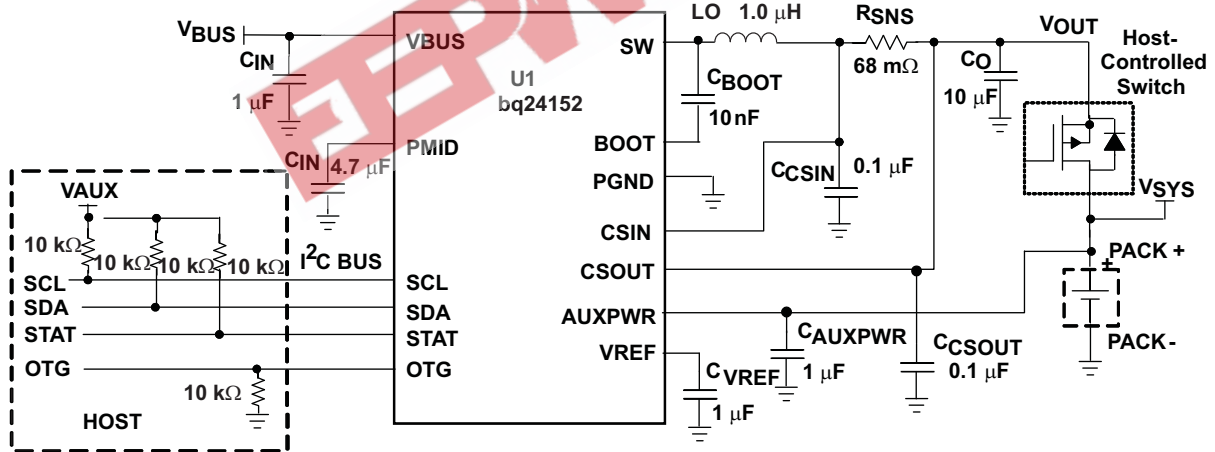 LO 1.0 μH
RSNS
68 mΩ
VOUT
Host-
Controlled
Switch
VBUS
CIN
1 μF
VBUS
U1
bq24152
SW
CBOOT
10 nF
BOOT
CO
10 μF
CIN
4.7 μF
PMID
PGND
CCSIN
0.1 μF
VSYS
VAUX
10 kΩ
10 kΩ
10 kΩ
10 kΩ
I2C BUS
CSIN
CSOUT
PACK +
+
SCL
SCL
SDA
SDA
AUXPWR
STAT
STAT
CAUXPWR
1 μF
PACK -
OTG
OTG
VREF
CVREF
1 μF
CCSOUT
0.1 μF
10 kΩ
HOST